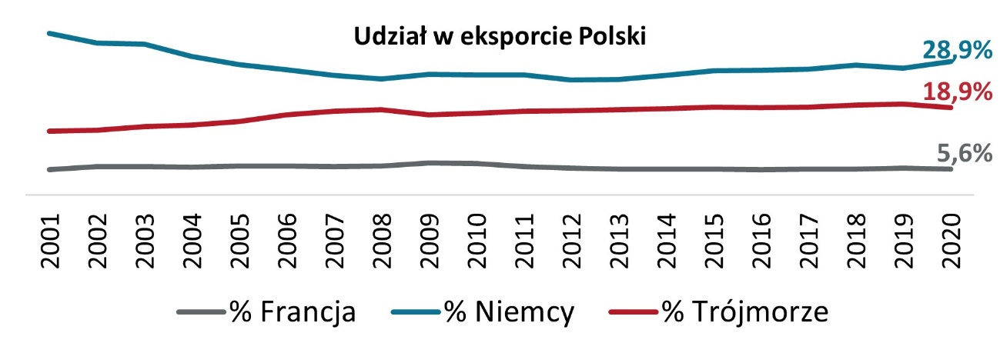 Udział w eksporcie Polski
28,9%
18,9%
5,6%
2001 2002 2003 2004 2005 2006 2007 2008 2009 2010 2011 2012 2013 2014 2015 2016 2017 2018 2019 2020
% Francja % Niemcy % Trójmorze